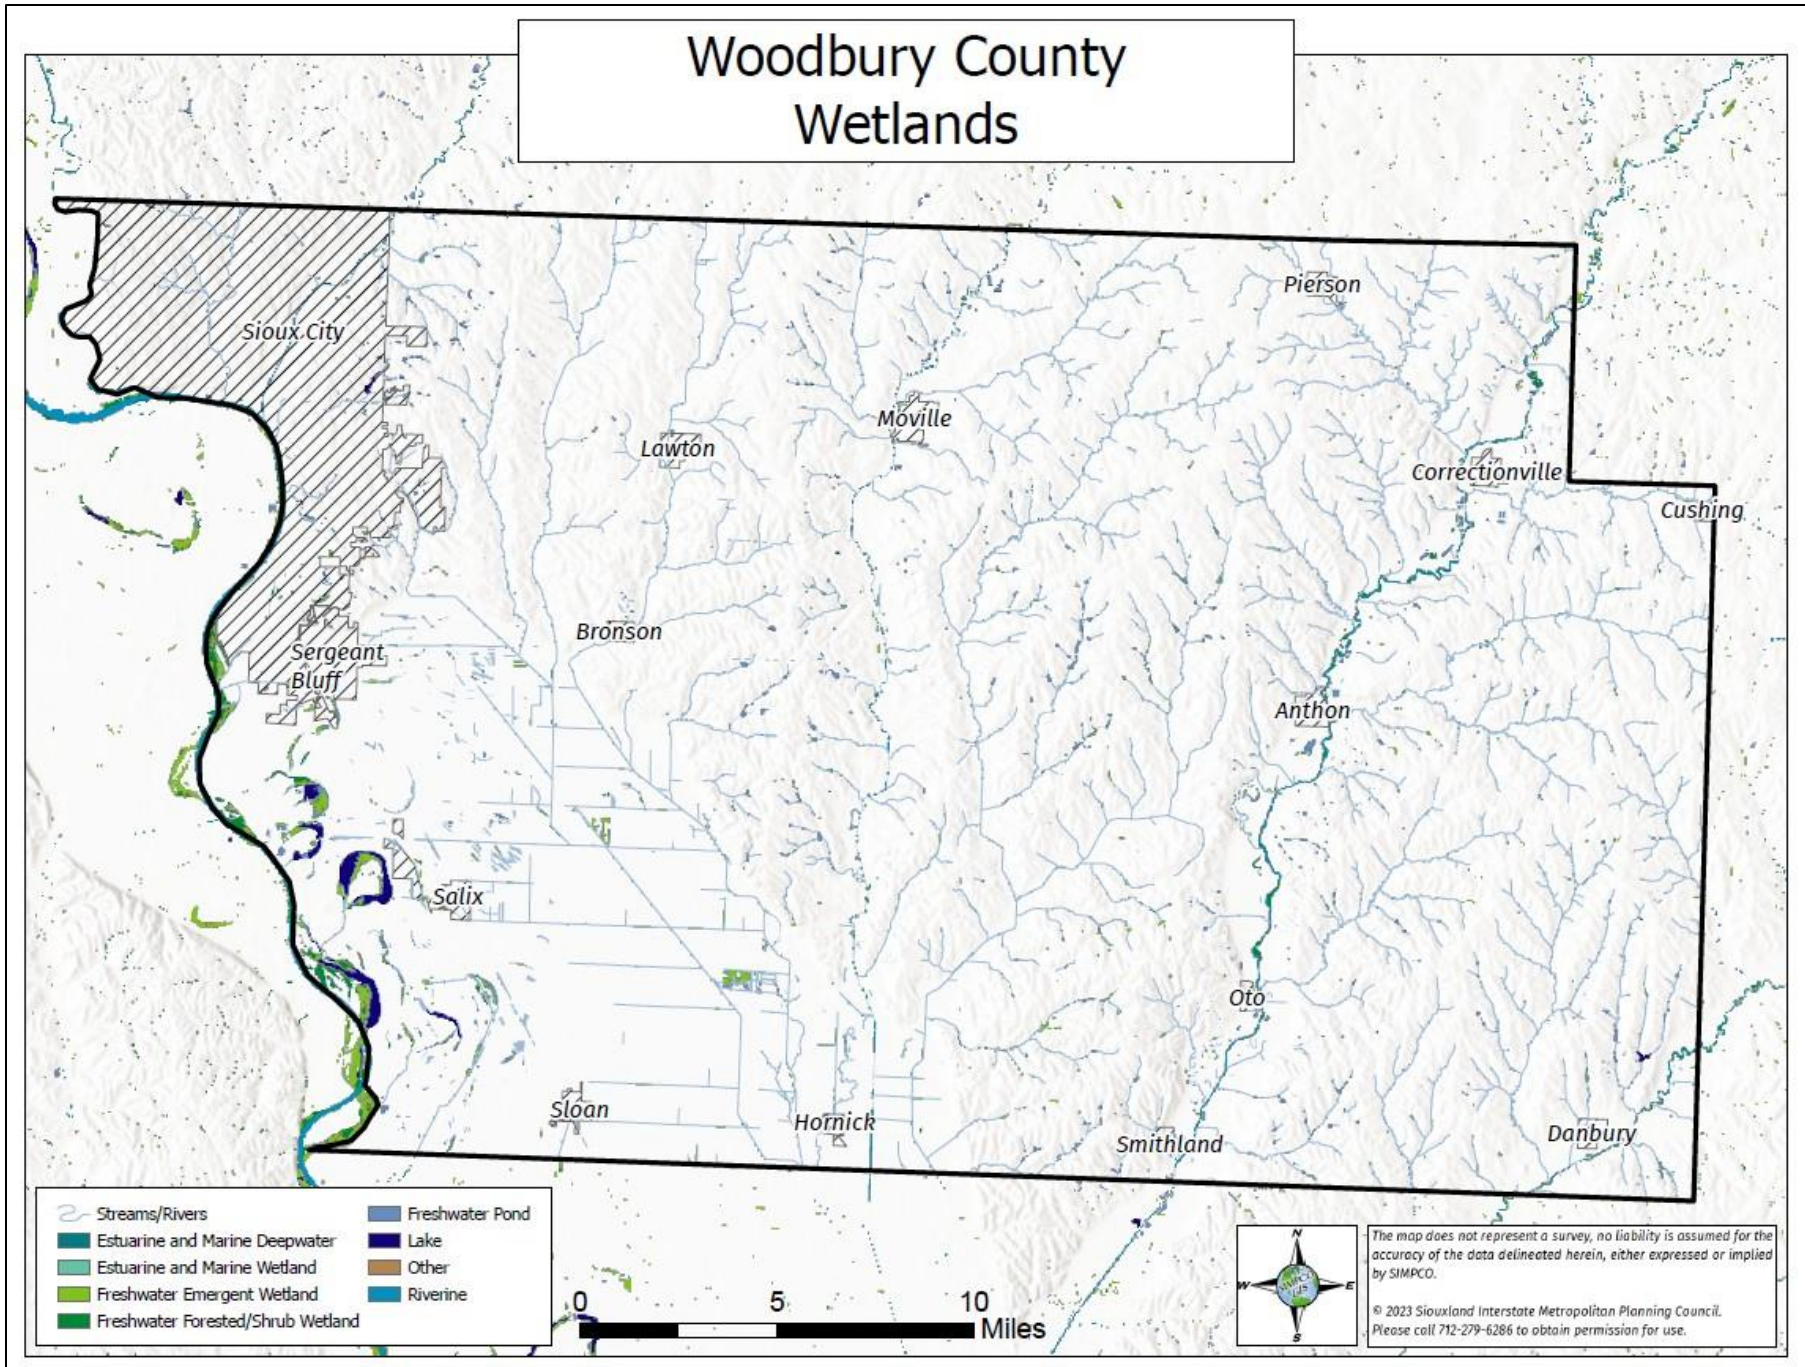 Woodbury County
Wetlands
Sioux City
Pierson
Moville
Lawton
Correctionville
Cushing
Bronson
Sergeant
Bluff
Anthon
Salix
Oto
Sloan
Hornick
Smithland
Danbury
Streams/Rivers
Estuarine and Marine Deepwater
Estuarine and Marine Wetland
Freshwater Emergent Wetland
Freshwater Forested/Shrub Wetland
Freshwater Pond
Lake
Other
Riverine
0 5 10
Miles
N
W E
SIMPCO
GIS
S
The map does not represent a survey, no liability is assumed for the
accuracy of the data delineated herein, either expressed or implied
by SIMPCO.
© 2023 Siouxland Interstate Metropolitan Planning Council.
Please call 712-279-6286 to obtain permission for use.